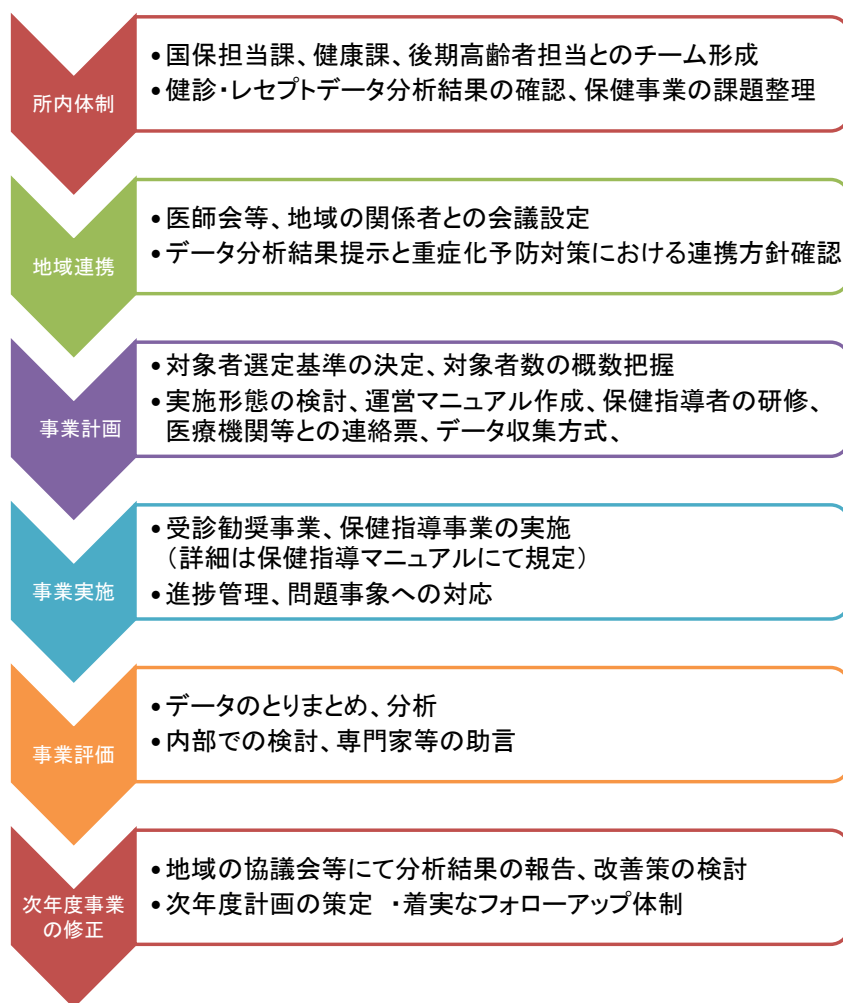 所内体制
•国保担当課、健康課、後期高齢者担当とのチーム形成
•健診・レセプトデータ分析結果の確認、保健事業の課題整理
地域連携
•医師会等、地域の関係者との会議設定
•データ分析結果提示と重症化予防対策における連携方針確認
事業計画
•対象者選定基準の決定、対象者数の概数把握
•実施形態の検討、運営マニュアル作成、保健指導者の研修、
医療機関等との連絡票、データ収集方式、
事業実施
•受診勧奨事業、保健指導事業の実施
（詳細は保健指導マニュアルにて規定）
•進捗管理、問題事象への対応
事業評価
•データのとりまとめ、分析
•内部での検討、専門家等の助言
次年度事業
の修正
•地域の協議会等にて分析結果の報告、改善策の検討
•次年度計画の策定　・着実なフォローアップ体制